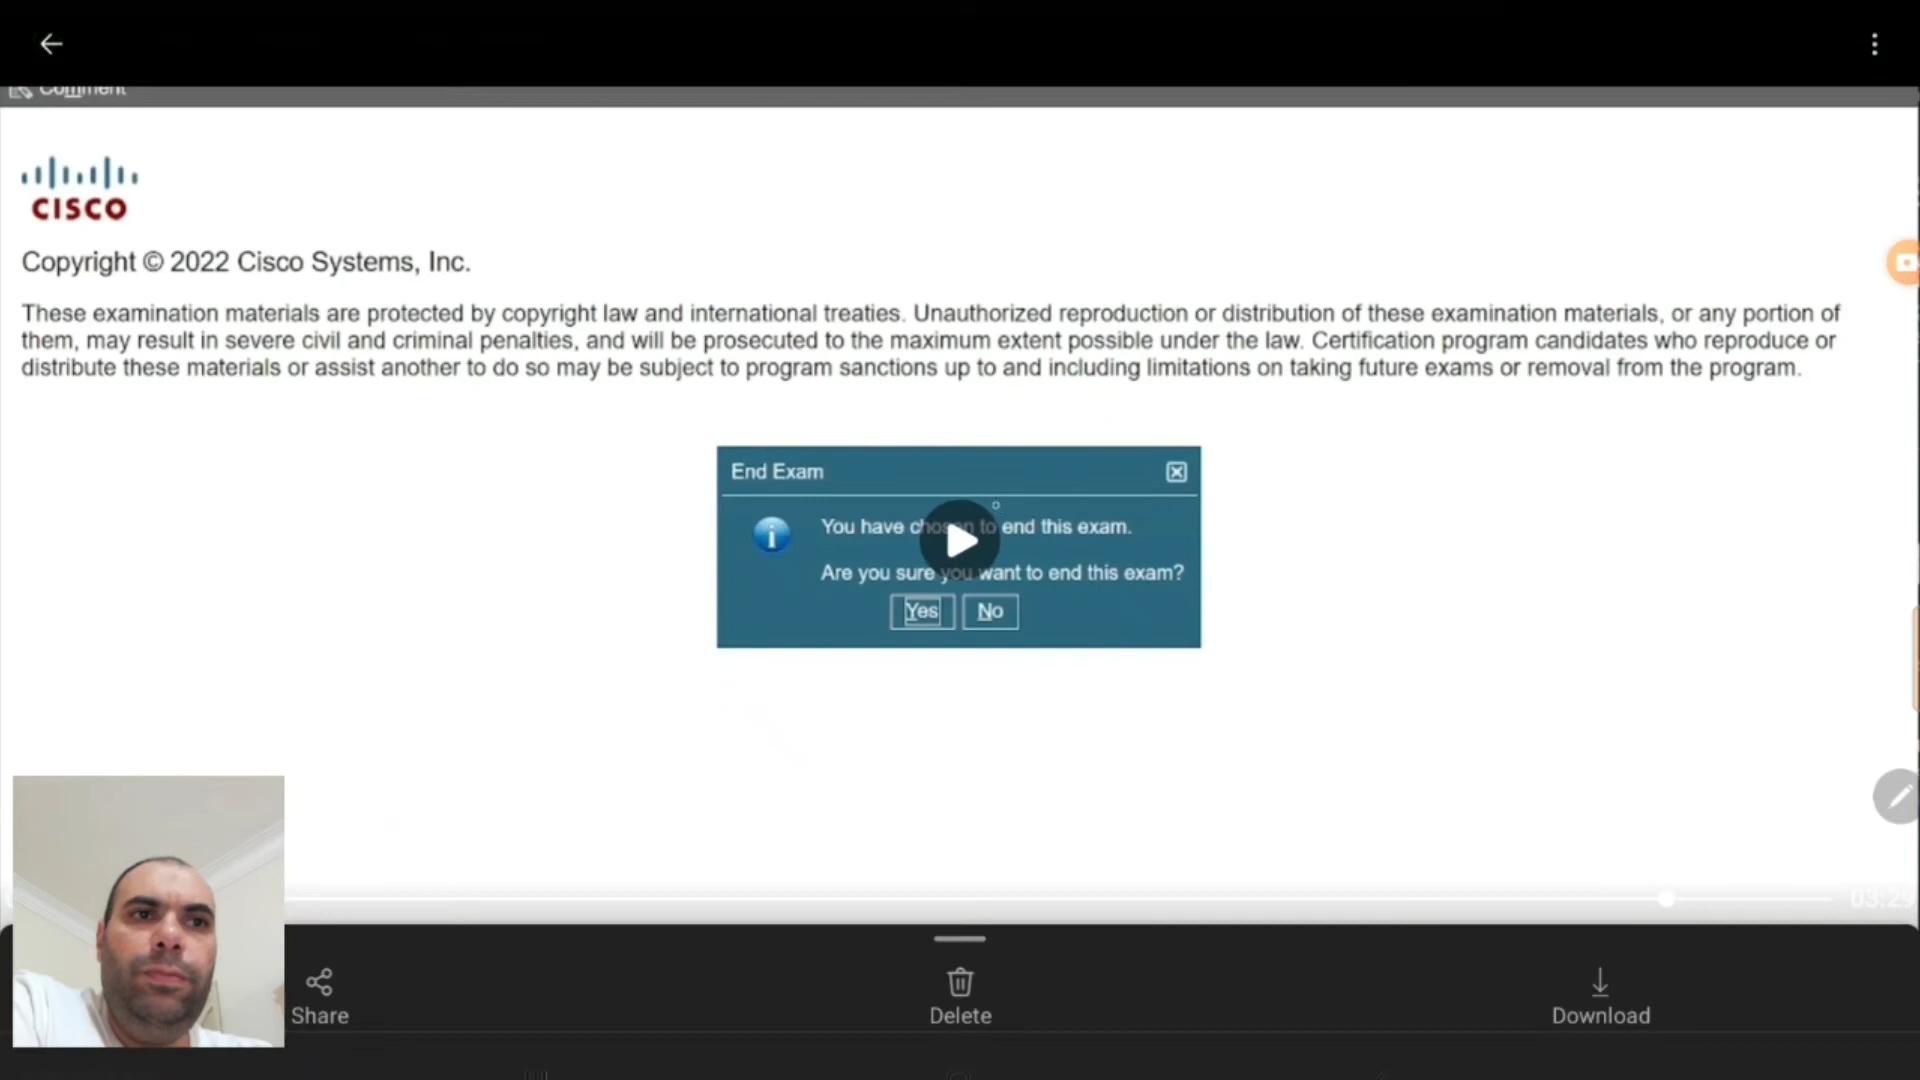 Comment
CISCO
Copyright © 2022 Cisco Systems, Inc.
These examination materials are protected by copyright law and international treaties. Unauthorized reproduction or distribution of these examination materials, or any portion of
them, may result in severe civil and criminal penalties, and will be prosecuted to the maximum extent possible under the law. Certification program candidates who reproduce or
distribute these materials or assist another to do so may be subject to program sanctions up to and including limitations on taking future exams or removal from the program.
End Exam
You have chosen to end this exam.
Are you sure you want to end this exam?
Yes No
03:29
Share Delete Download